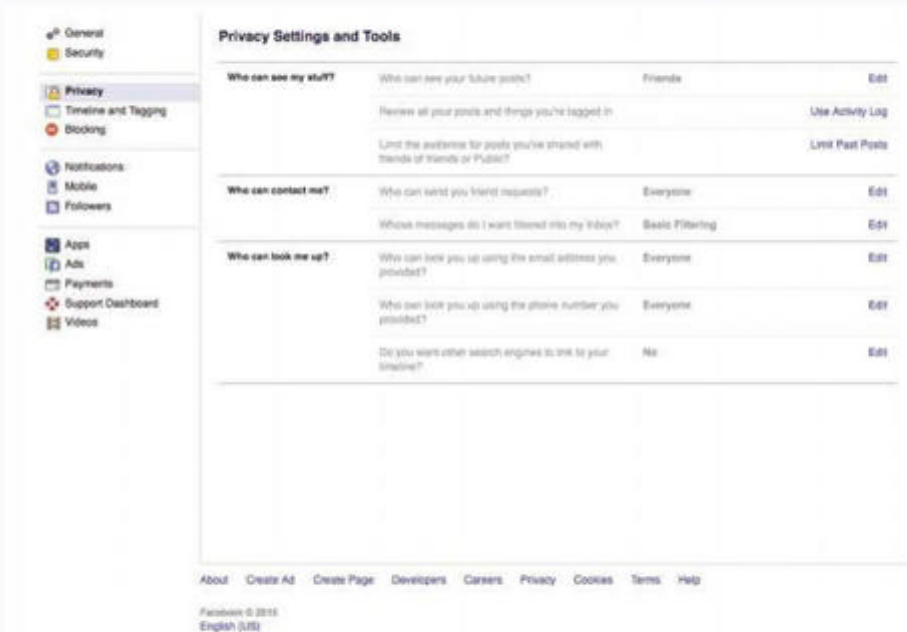 General
Security
Privacy
Timeline and Tagging
Blocking
Notifications
Mobile
Followers
Apps
Ads
Payments
Support Dashboard
Videos
Privacy Settings and Tools
Who can see my stuff? Who can see your future posts? Friends Edit
Review all your posts and things you're tagged in Use Activity Log
Limit the audience for posts you've shared with Limit Past Posts
friends of friends or Public?
Who can contact me? Who can send you friend requests? Everyone Edit
Whose messages do I want filtered into my Inbox? Basic Filtering Edit
Who can look me up? Who can look you up using the email address you Everyone Edit
provided?
Who can look you up using the phone number you Everyone Edit
provided?
Do you want other search engines to link to your No Edit
timeline?
About Create Ad Create Page Developers Careers Privacy Cookies Terms Help
Facebook © 2015
English (US)